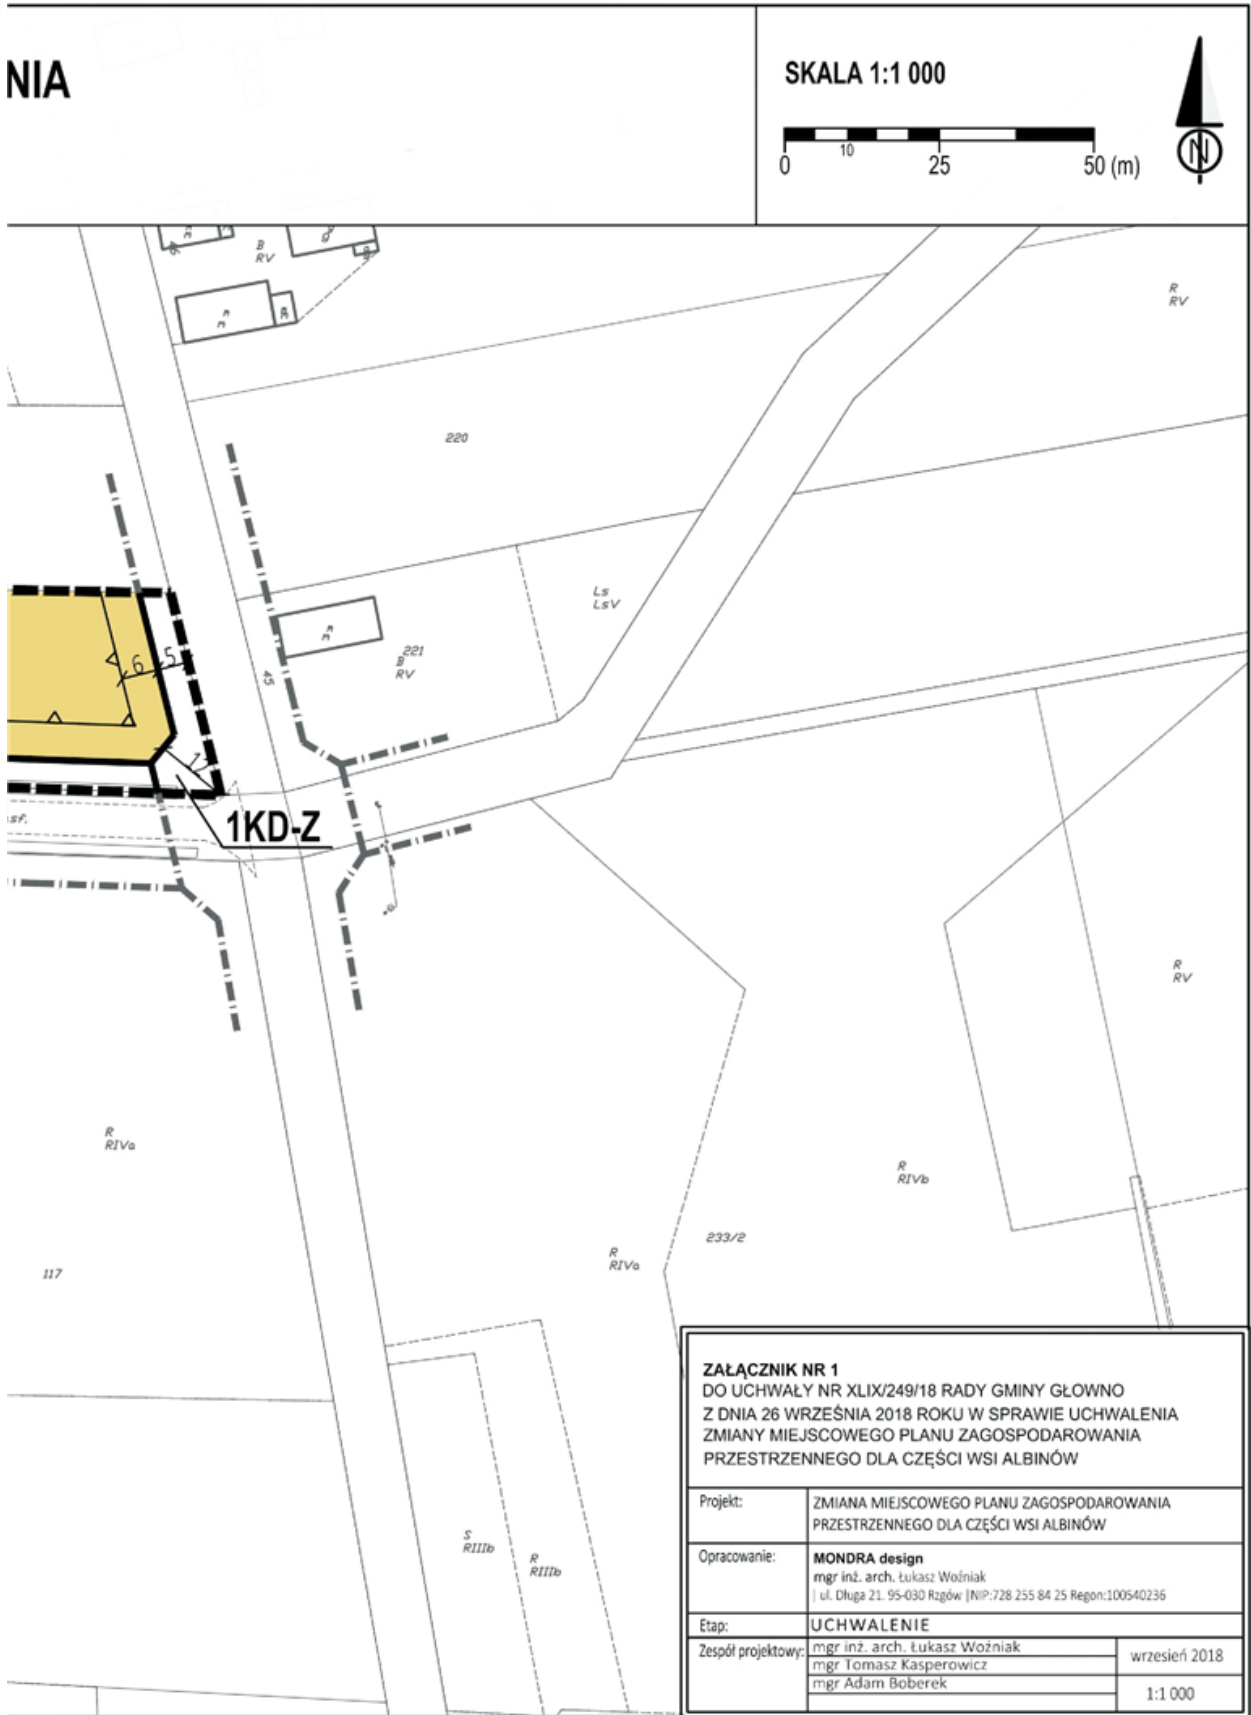 NIA
SKALA 1:1 000
0
10
25
50 (m)
N
B
RV
R
RV
m
220
Ls
LsV
221
B
RV
m
45
6
5
7
1KD-Z
asf.
R
RV
R
RIVa
R
RIVb
233/2
R
RIVa
117
S
RIIIb
R
RIIIb
ZAŁĄCZNIK NR 1
DO UCHWAŁY NR XLIX/249/18 RADY GMINY GŁOWNO
Z DNIA 26 WRZEŚNIA 2018 ROKU W SPRAWIE UCHWALENIA
ZMIANY MIEJSCOWEGO PLANU ZAGOSPODAROWANIA
PRZESTRZENNEGO DLA CZĘŚCI WSI ALBINÓW
Projekt: ZMIANA MIEJSCOWEGO PLANU ZAGOSPODAROWANIA
PRZESTRZENNEGO DLA CZĘŚCI WSI ALBINÓW
Opracowanie: MONDRA design
mgr inż. arch. Łukasz Woźniak
| ul. Długa 21. 95-030 Rzgów |NIP:728 255 84 25 Regon:100540236
Etap: UCHWALENIE
Zespół projektowy: mgr inż. arch. Łukasz Woźniak
mgr Tomasz Kasperowicz
mgr Adam Boberek
wrzesień 2018
1:1 000